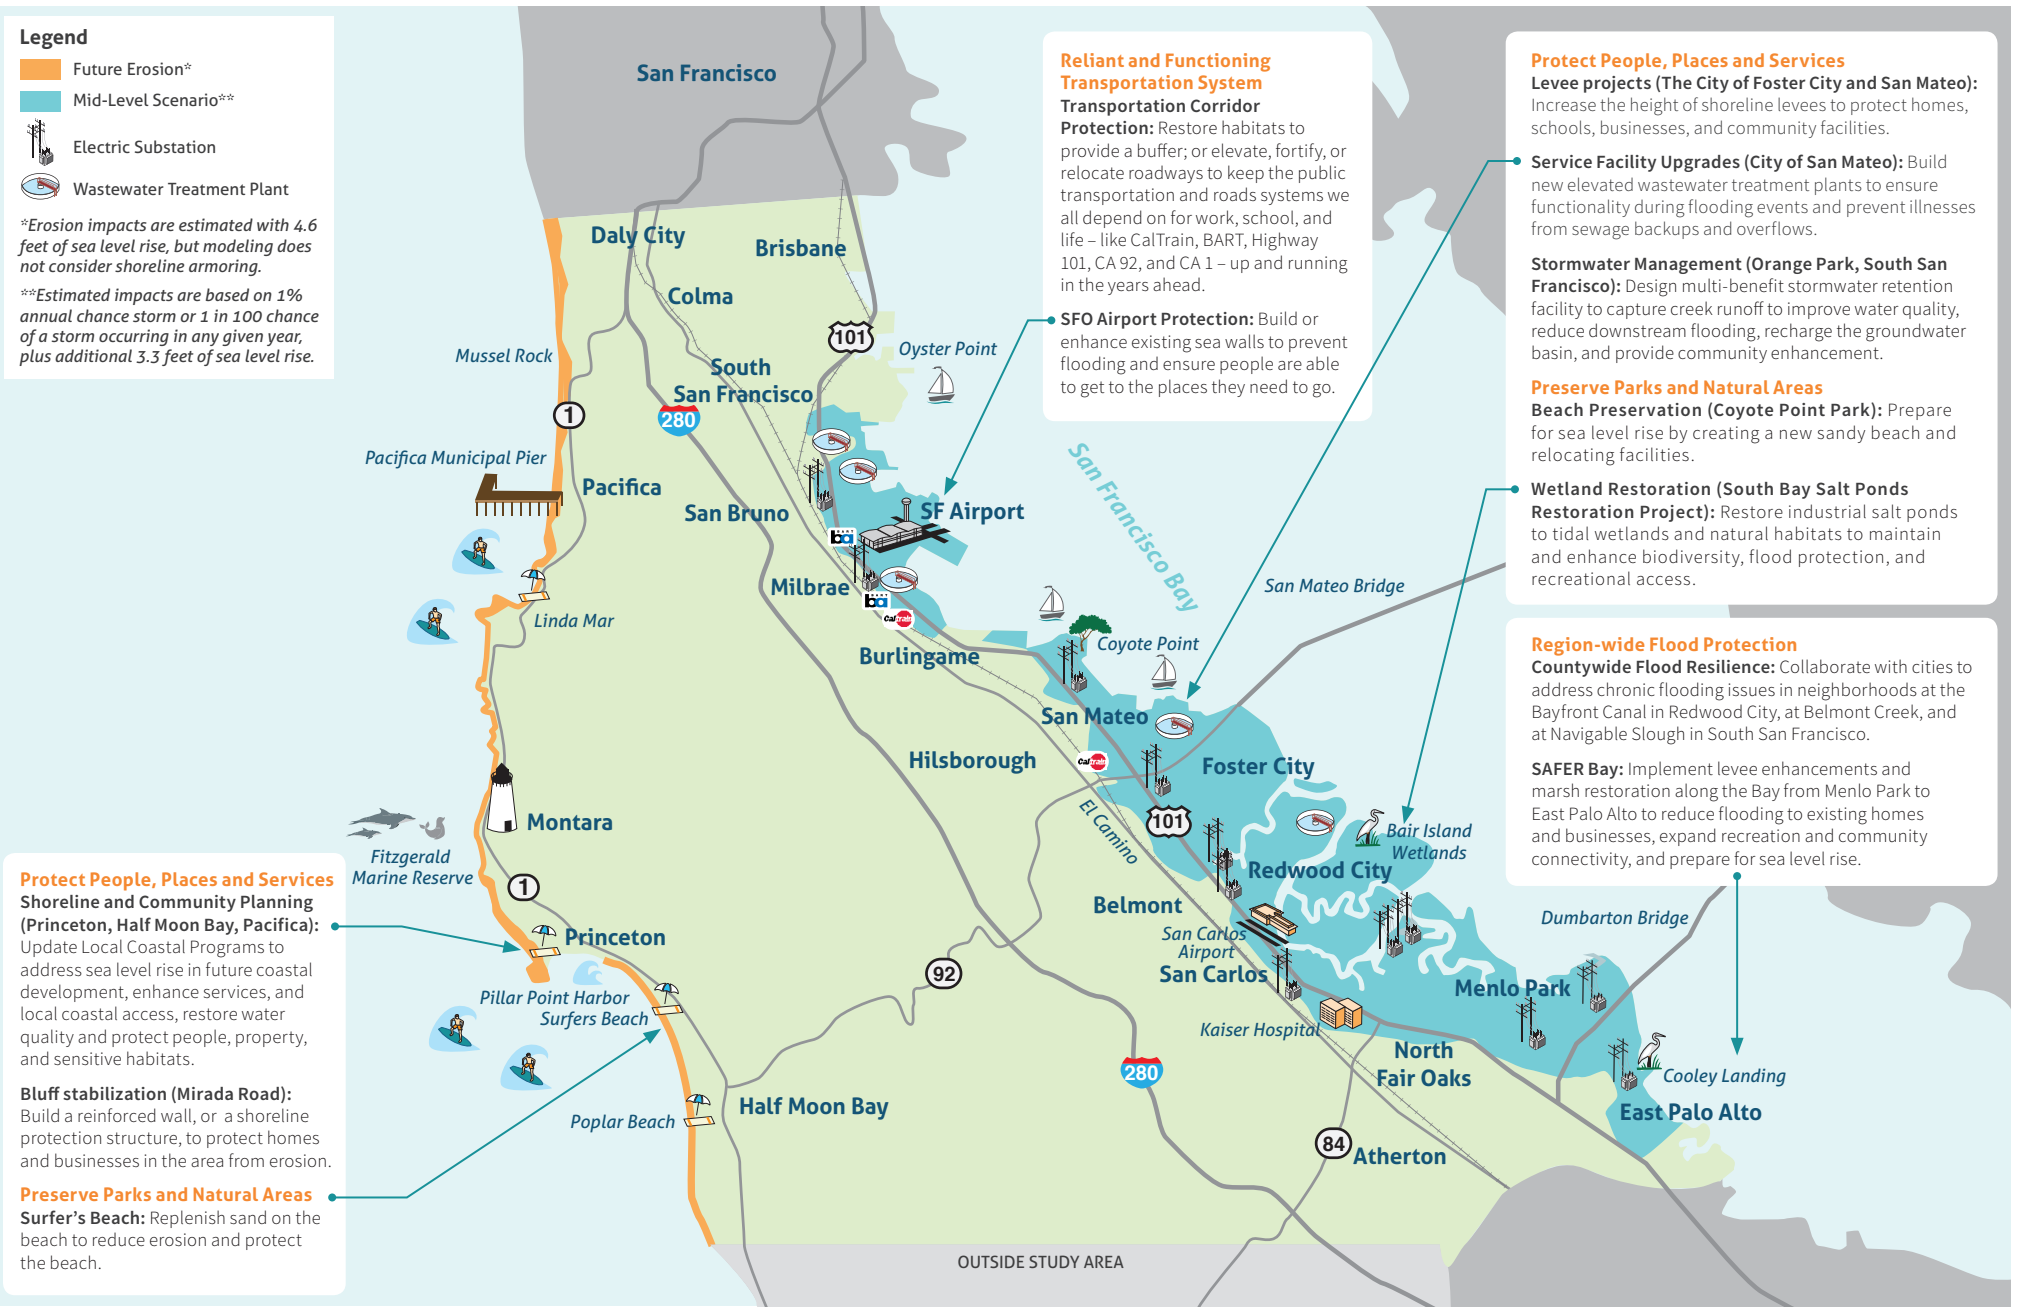 Legend
Future Erosion*
Mid-Level Scenario**
Electric Substation
Wastewater Treatment Plant
*Erosion impacts are estimated with 4.6
feet of sea level rise, but modeling does
not consider shoreline armoring.
**Estimated impacts are based on 1%
annual chance storm or 1 in 100 chance
of a storm occurring in any given year,
plus additional 3.3 feet of sea level rise.
Reliant and Functioning
Transportation System
Transportation Corridor
Protection: Restore habitats to
provide a buffer; or elevate, fortify, or
relocate roadways to keep the public
transportation and roads systems we
all depend on for work, school, and
life – like CalTrain, BART, Highway
101, CA 92, and CA 1 – up and running
in the years ahead.
SFO Airport Protection: Build or
enhance existing sea walls to prevent
flooding and ensure people are able
to get to the places they need to go.
Protect People, Places and Services
Levee projects (The City of Foster City and San Mateo):
Increase the height of shoreline levees to protect homes,
schools, businesses, and community facilities.
Service Facility Upgrades (City of San Mateo): Build
new elevated wastewater treatment plants to ensure
functionality during flooding events and prevent illnesses
from sewage backups and overflows.
Stormwater Management (Orange Park, South San
Francisco): Design multi-benefit stormwater retention
facility to capture creek runoff to improve water quality,
reduce downstream flooding, recharge the groundwater
basin, and provide community enhancement.
Preserve Parks and Natural Areas
Beach Preservation (Coyote Point Park): Prepare
for sea level rise by creating a new sandy beach and
relocating facilities.
Wetland Restoration (South Bay Salt Ponds
Restoration Project): Restore industrial salt ponds
to tidal wetlands and natural habitats to maintain
and enhance biodiversity, flood protection, and
recreational access.
Region-wide Flood Protection
Countywide Flood Resilience: Collaborate with cities to
address chronic flooding issues in neighborhoods at the
Bayfront Canal in Redwood City, at Belmont Creek, and
at Navigable Slough in South San Francisco.
SAFER Bay: Implement levee enhancements and
marsh restoration along the Bay from Menlo Park to
East Palo Alto to reduce flooding to existing homes
and businesses, expand recreation and community
connectivity, and prepare for sea level rise.
Protect People, Places and Services
Shoreline and Community Planning
(Princeton, Half Moon Bay, Pacifica):
Update Local Coastal Programs to
address sea level rise in future coastal
development, enhance services, and
local coastal access, restore water
quality and protect people, property,
and sensitive habitats.
Bluff stabilization (Mirada Road):
Build a reinforced wall, or a shoreline
protection structure, to protect homes
and businesses in the area from erosion.
Preserve Parks and Natural Areas
Surfer's Beach: Replenish sand on the
beach to reduce erosion and protect
the beach.
San Francisco
Daly City
Brisbane
Colma
101
Oyster Point
Mussel Rock
South
San Francisco
1
280
Pacifica Municipal Pier
Pacifica
San Bruno
SF Airport
San Francisco Bay
ba
Milbrae
ba
Caltrain
San Mateo Bridge
Linda Mar
Coyote Point
Burlingame
San Mateo
Hilsborough
Caltrain
Foster City
El Camino
101
Montara
Bair Island
Wetlands
Fitzgerald
Marine Reserve
1
Redwood City
Belmont
Dumbarton Bridge
San Carlos
Airport
Princeton
92
San Carlos
Menlo Park
Pillar Point Harbor
Surfers Beach
Kaiser Hospital
North
Fair Oaks
280
Cooley Landing
Half Moon Bay
Poplar Beach
East Palo Alto
84
Atherton
OUTSIDE STUDY AREA